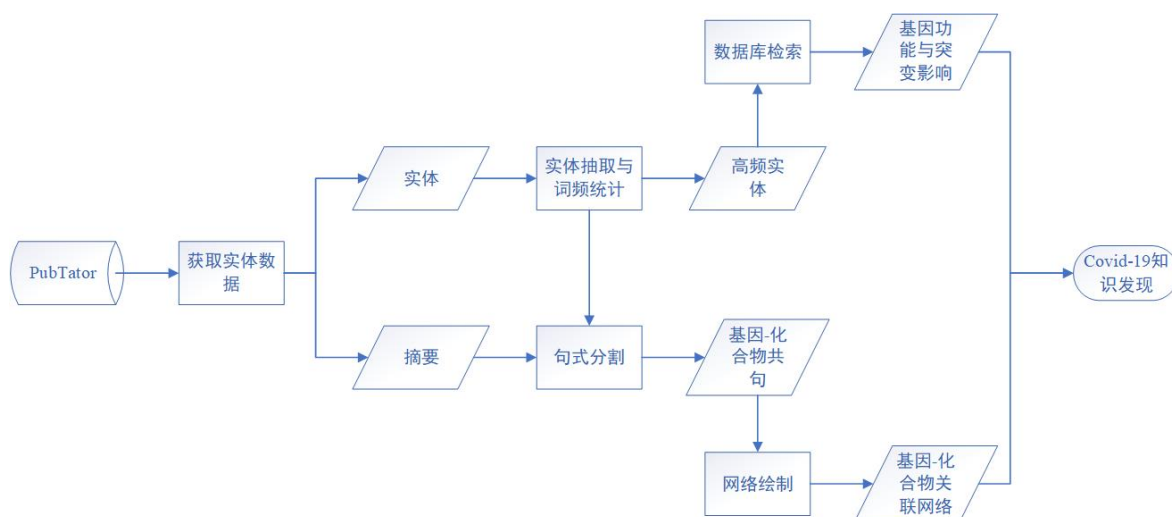 数据库检索
基因功
能与突
变影响
实体
实体抽取与
词频统计
高频实
体
PubTator
获取实体数
据
Covid-19知
识发现
摘要
句式分割
基因-化
合物共
句
网络绘制
基因-化
合物关
联网络